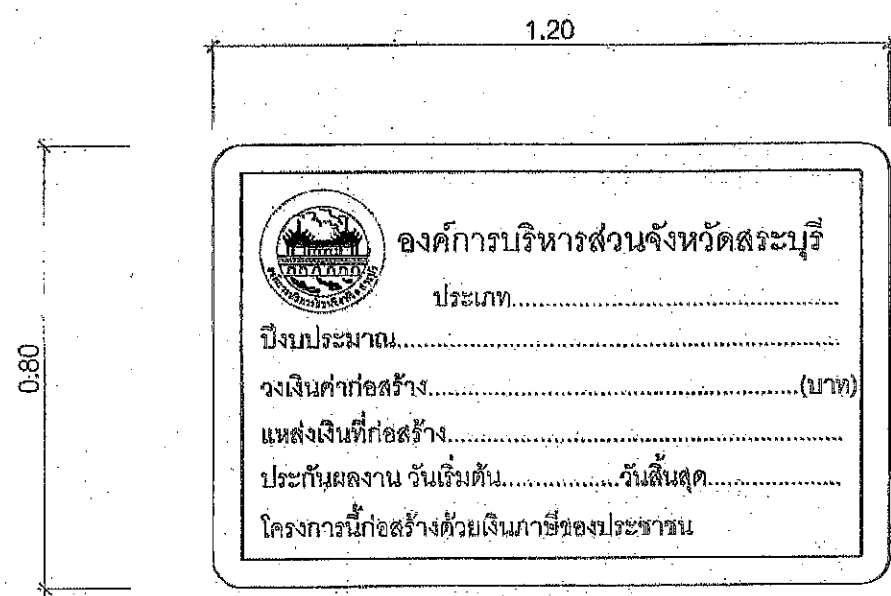 1.20
0.80
องค์การบริหารส่วนจังหวัดสระบุรี
ประเภท..........................................................
ปีงบประมาณ..........................................................................
วงเงินค่าก่อสร้าง..............................................................(บาท)
แหล่งเงินที่ก่อสร้าง..................................................................
ประกันผลงาน วันเริ่มต้น....................วันสิ้นสุด.......................
โครงการนี้ก่อสร้างด้วยเงินภาษีของประชาชน